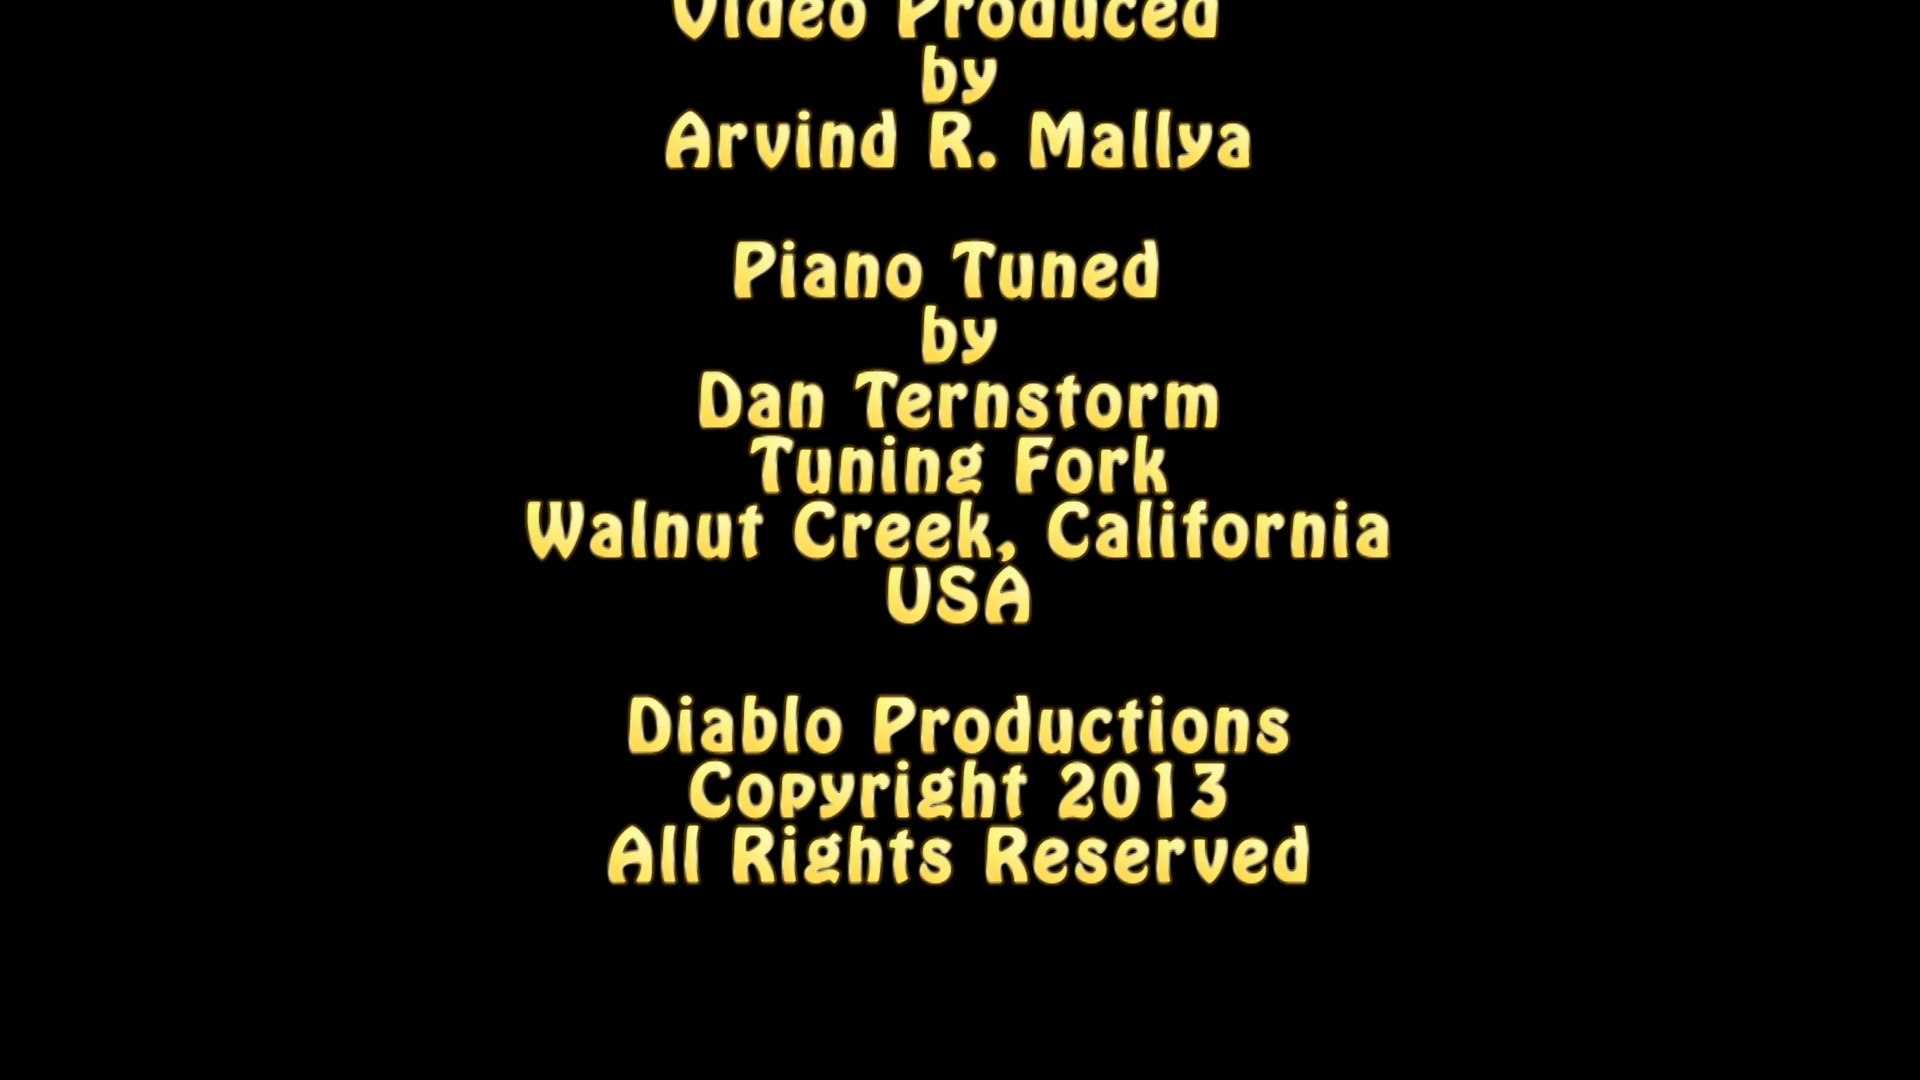 Video Produced
by
Arvind R. Mallya
Piano Tuned
by
Dan Ternstorm
Tuning Fork
Walnut Creek, California
USA
Diablo Productions
Copyright 2013
All Rights Reserved